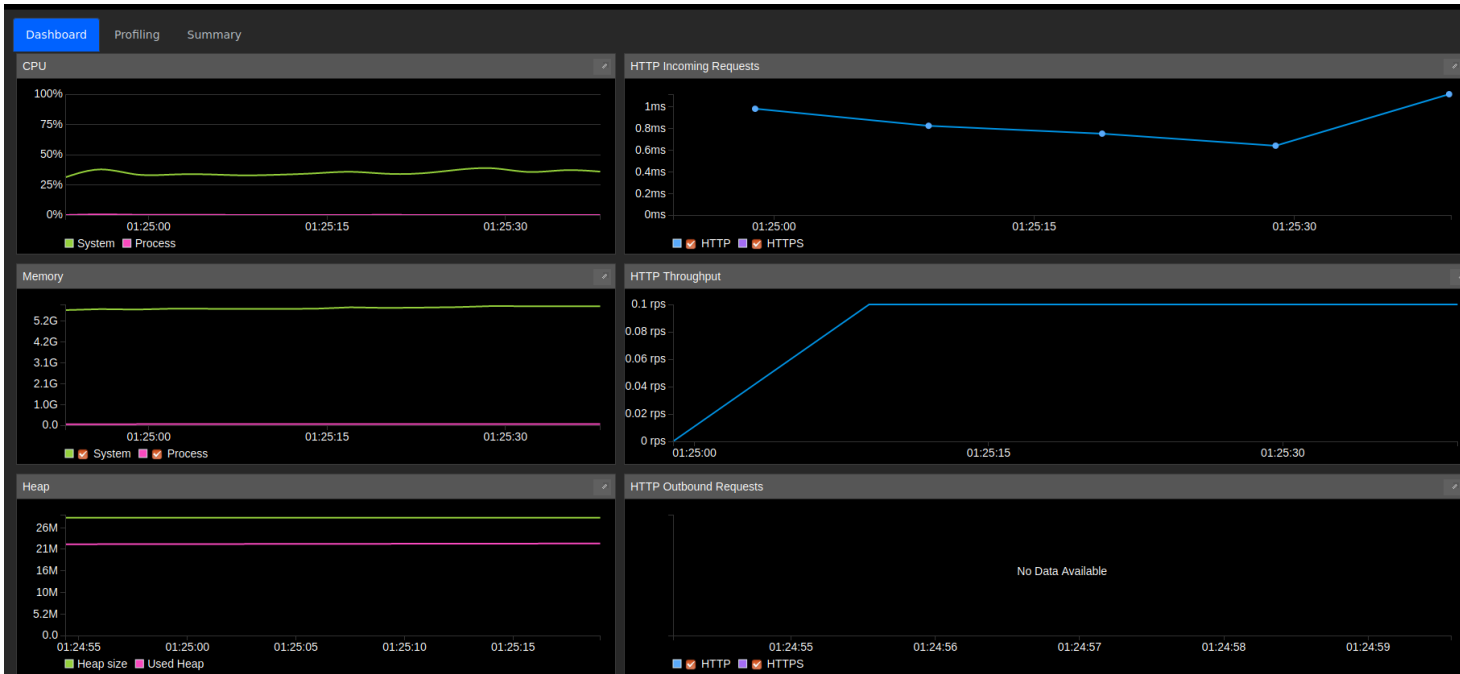 Dashboard Profiling Summary
CPU
100%
75%
50%
25%
0%
01:25:00 01:25:15 01:25:30
System Process
HTTP Incoming Requests
1ms
0.8ms
0.6ms
0.4ms
0.2ms
0ms
01:25:00 01:25:15 01:25:30
HTTP HTTPS
Memory
5.2G
4.2G
3.1G
2.1G
1.0G
0.0
01:25:00 01:25:15 01:25:30
System Process
HTTP Throughput
0.1 rps
0.08 rps
0.06 rps
0.04 rps
0.02 rps
0 rps
01:25:00 01:25:15 01:25:30
Heap
26M
21M
16M
10M
5.2M
0.0
01:24:55 01:25:00 01:25:05 01:25:10 01:25:15
Heap size Used Heap
HTTP Outbound Requests
No Data Available
01:24:55 01:24:56 01:24:57 01:24:58 01:24:59
HTTP HTTPS